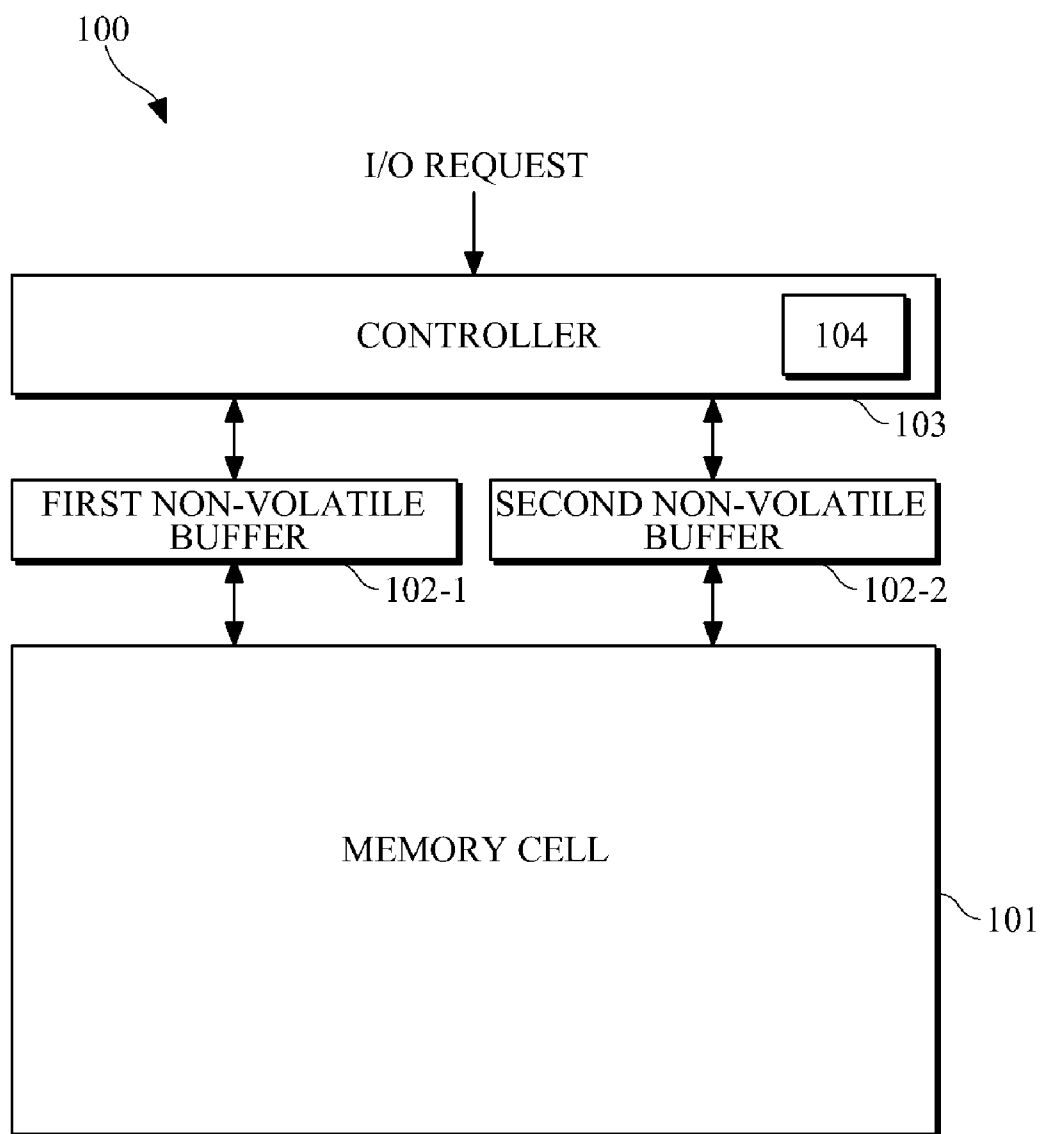 100
I/O REQUEST
CONTROLLER
104
103
FIRST NON-VOLATILE
BUFFER
SECOND NON-VOLATILE
BUFFER
102-1
102-2
MEMORY CELL
101